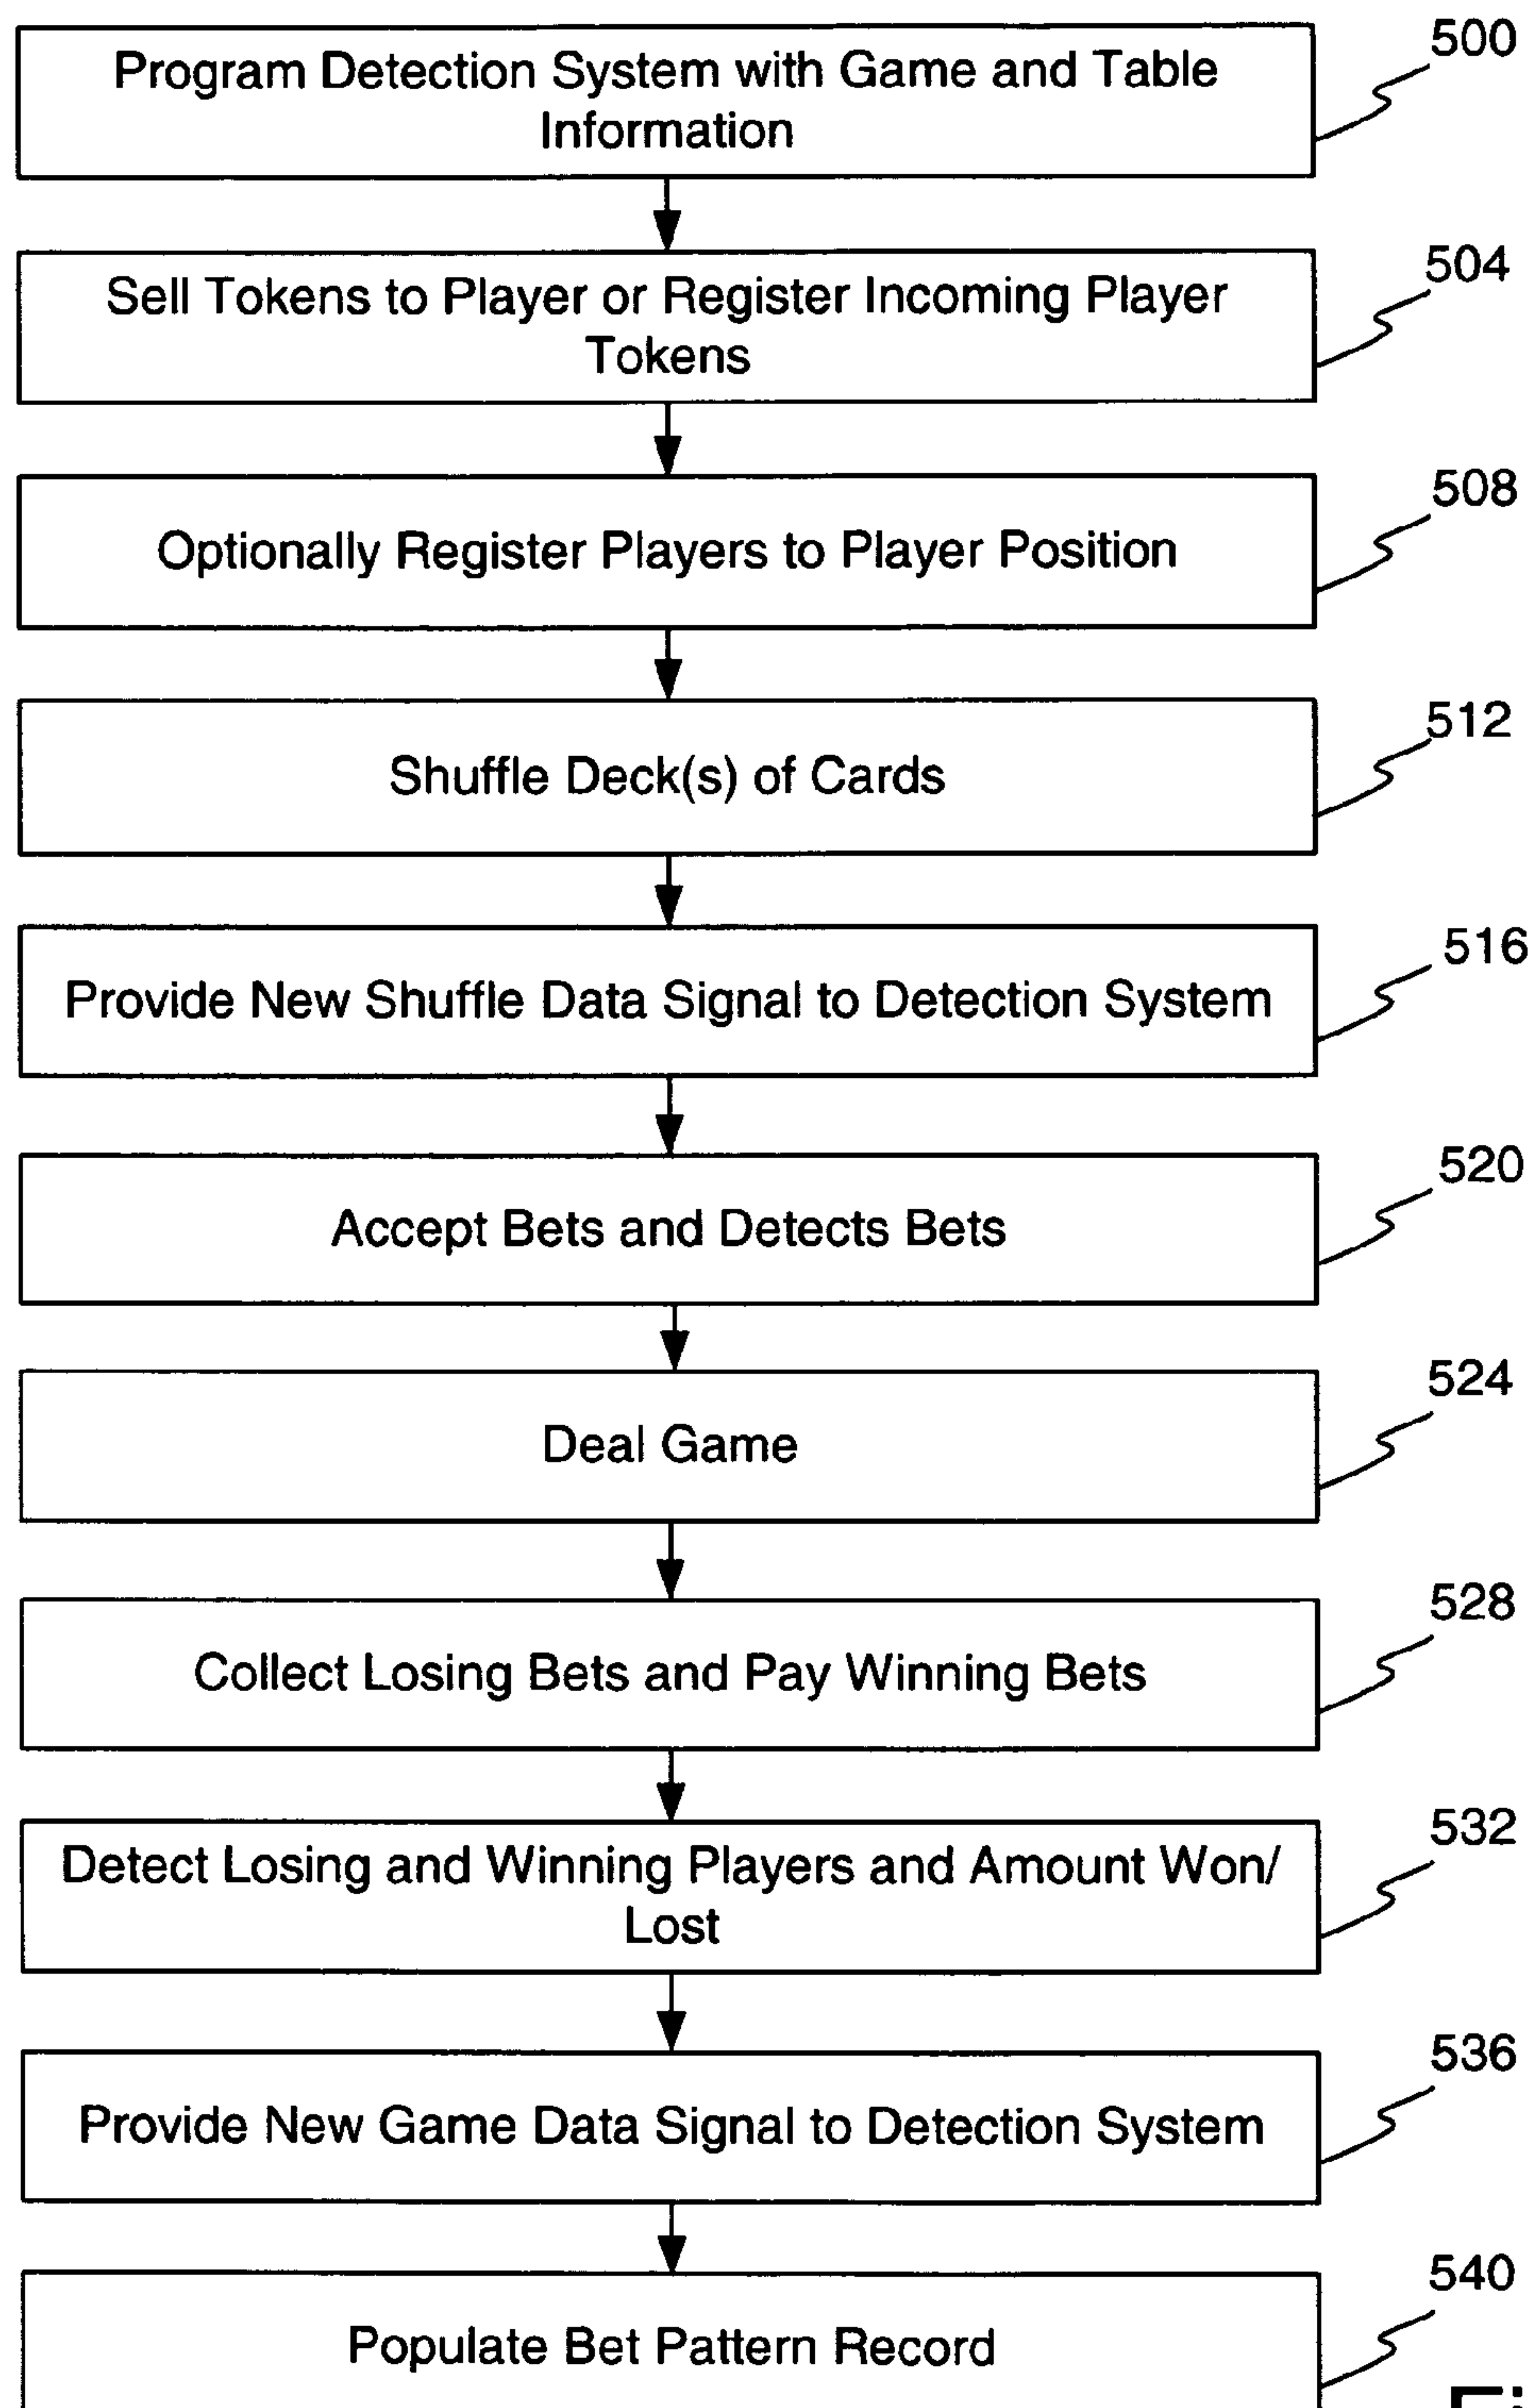 500
Program Detection System with Game and Table
Information
504
Sell Tokens to Player or Register Incoming Player
Tokens
508
Optionally Register Players to Player Position
512
Shuffle Deck(s) of Cards
516
Provide New Shuffle Data Signal to Detection System
520
Accept Bets and Detects Bets
524
Deal Game
528
Collect Losing Bets and Pay Winning Bets
532
Detect Losing and Winning Players and Amount Won/
Lost
536
Provide New Game Data Signal to Detection System
540
Populate Bet Pattern Record